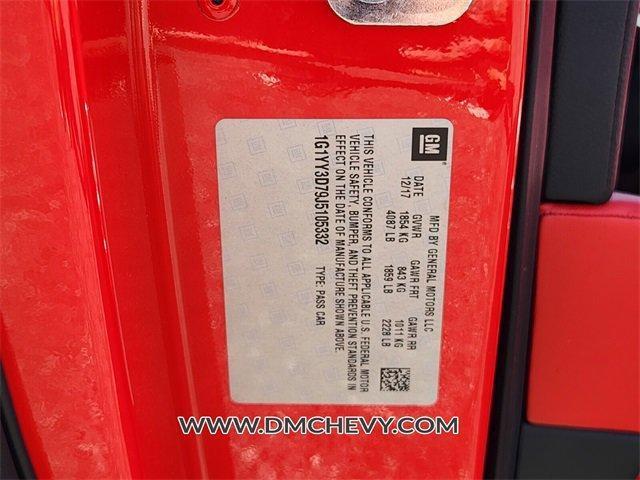 GM
MFD BY GENERAL MOTORS LLC
DATE GVWR GAWR FRT GAWR RR
12/17 1854 KG 843 KG 1011 KG
4087 LB 1859 LB 2228 LB
THIS VEHICLE CONFORMS TO ALL APPLICABLE U.S. FEDERAL MOTOR
VEHICLE SAFETY, BUMPER, AND THEFT PREVENTION STANDARDS IN
EFFECT ON THE DATE OF MANUFACTURE SHOWN ABOVE.
1G1YY3D79J5105332 TYPE: PASS CAR
WWW.DMCHEVY.COM